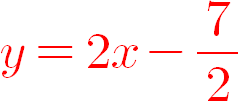 y = 2x − 7/2